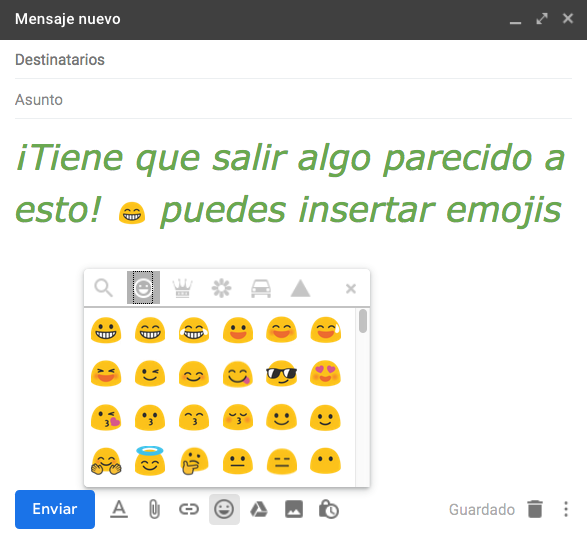 Mensaje nuevo
Destinatarios
Asunto
¡Tiene que salir algo parecido a
esto! 😁 puedes insertar emojis
Enviar
Guardado